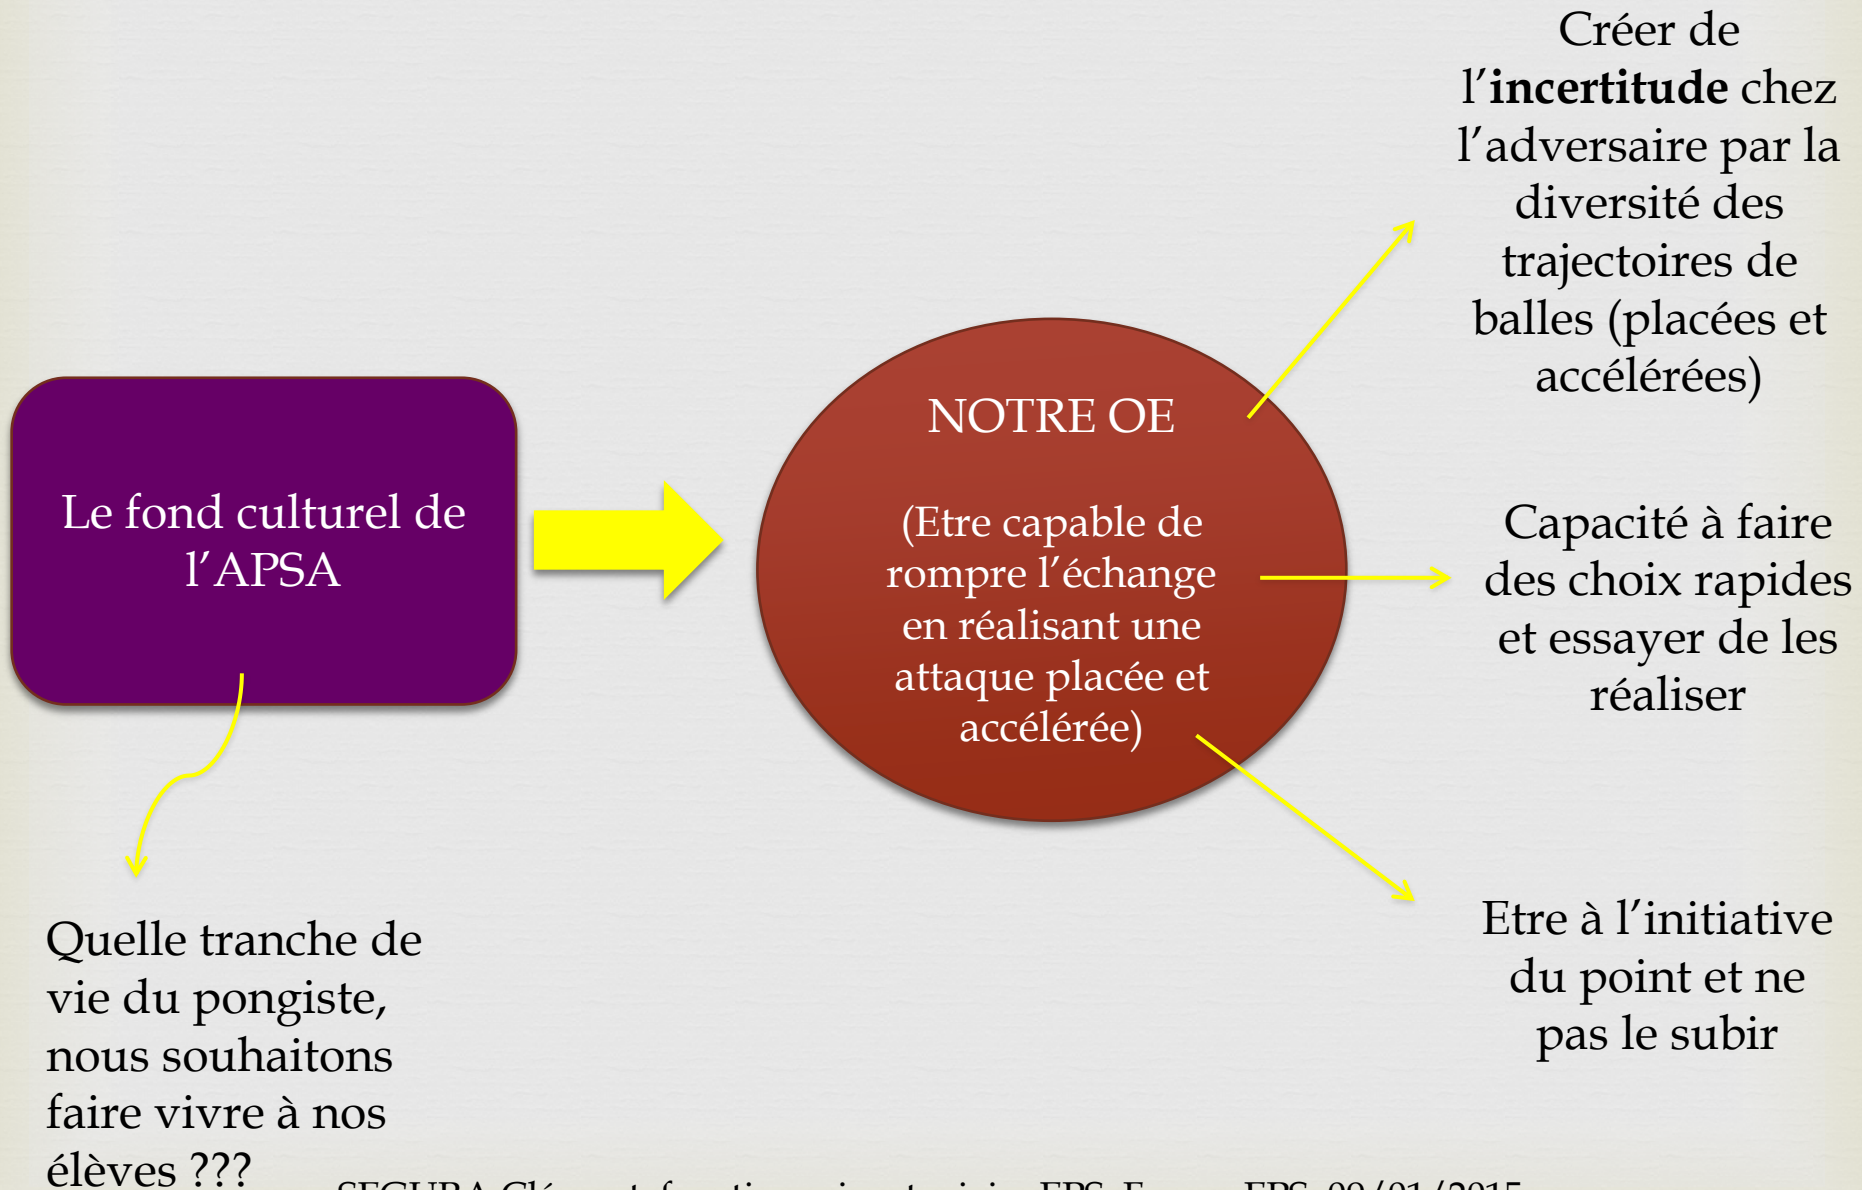 Le fond culturel de
l’APSA
Quelle tranche de
vie du pongiste,
nous souhaitons
faire vivre à nos
élèves ???
NOTRE OE
(Etre capable de
rompre l’échange
en réalisant une
attaque placée et
accélérée)
Créer de
l’incertitude chez
l’adversaire par la
diversité des
trajectoires de
balles (placées et
accélérées)
Capacité à faire
des choix rapides
et essayer de les
réaliser
Etre à l’initiative
du point et ne
pas le subir
SEGURA Clément, formation